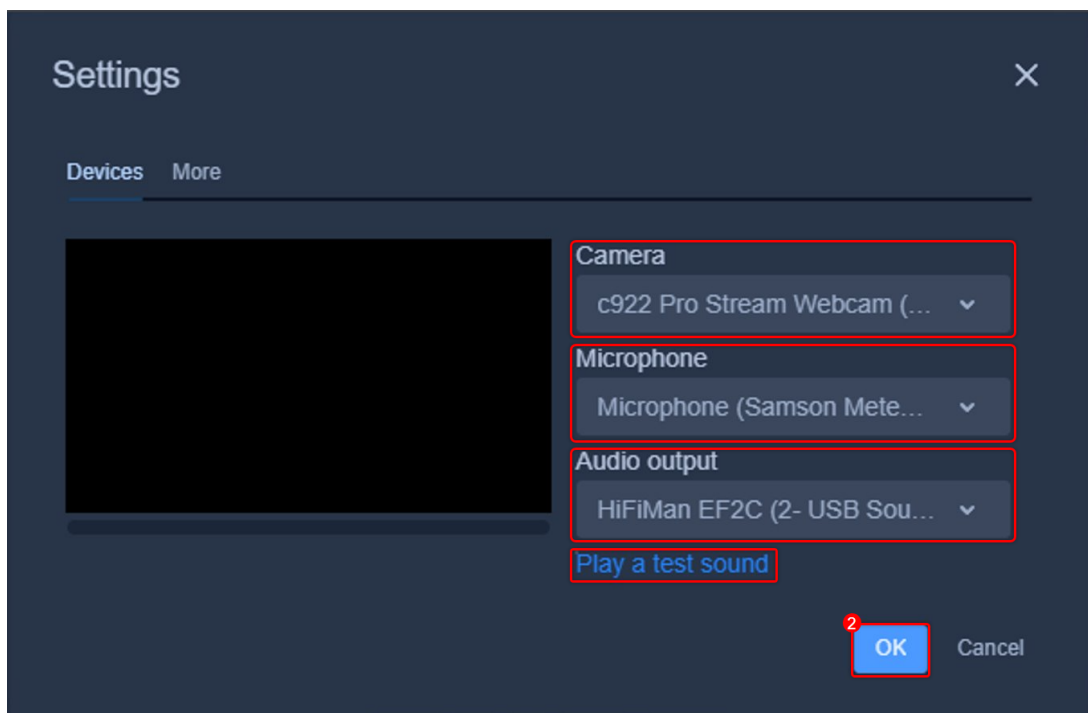 Settings
Devices More
Camera
c922 Pro Stream Webcam (...
Microphone
Microphone (Samson Mete...
Audio output
HiFiMan EF2C (2- USB Sou...
Play a test sound
2
OK Cancel